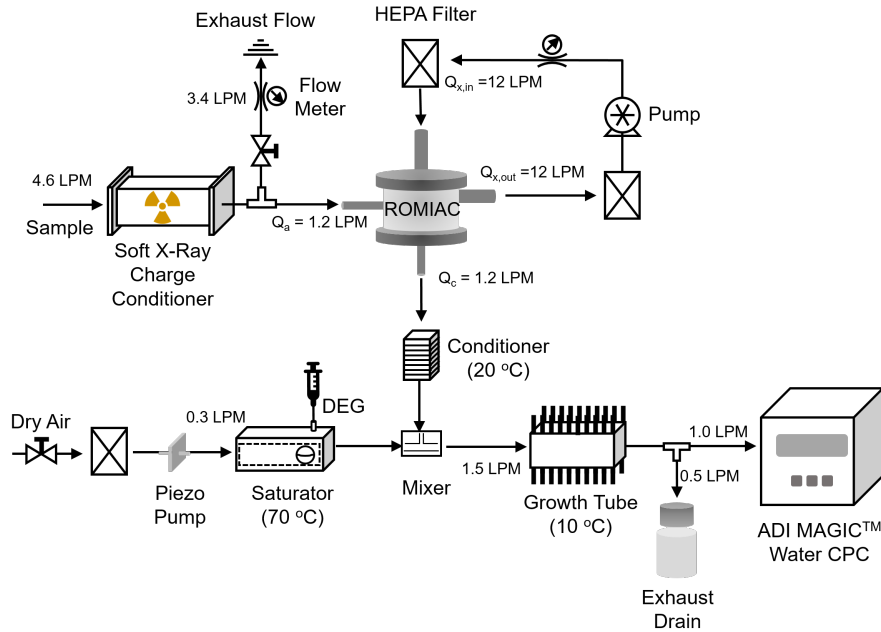 Exhaust Flow
HEPA Filter
3.4 LPM
Flow
Meter
Qx,in =12 LPM
Pump
4.6 LPM
Sample
Qa = 1.2 LPM
ROMIAC
Qx,out =12 LPM
Soft X-Ray
Charge
Conditioner
Qc = 1.2 LPM
Conditioner
(20 oC)
Dry Air
0.3 LPM
DEG
Piezo
Pump
Saturator
(70 oC)
Mixer
1.5 LPM
Growth Tube
(10 oC)
1.0 LPM
0.5 LPM
ADI MAGICTM
Water CPC
Exhaust
Drain